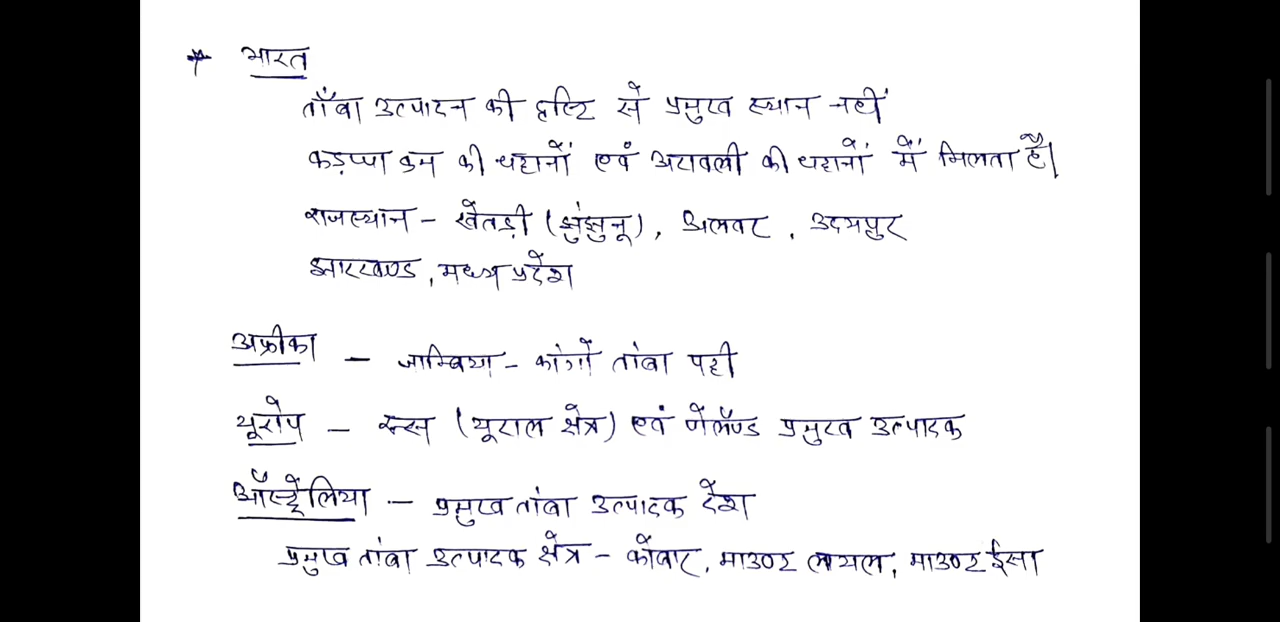 * भारत
ताँबा उत्पादन की दृष्टि से प्रमुख स्थान नहीं
कड़प्पा क्रम की चट्टानों एवं अरावली की चट्टानों में मिलता है।
राजस्थान - खेतड़ी (झुंझुनू), अलवर, उदयपुर
झारखण्ड, मध्य प्रदेश
अफ्रीका - जाम्बिया - कांगो तांबा पट्टी
यूरोप - रूस (यूराल क्षेत्र) एवं पोलैण्ड प्रमुख उत्पादक
ऑस्ट्रेलिया - प्रमुख तांबा उत्पादक देश
प्रमुख तांबा उत्पादक क्षेत्र - कोबार, माउण्ट लायल, माउण्ट ईसा